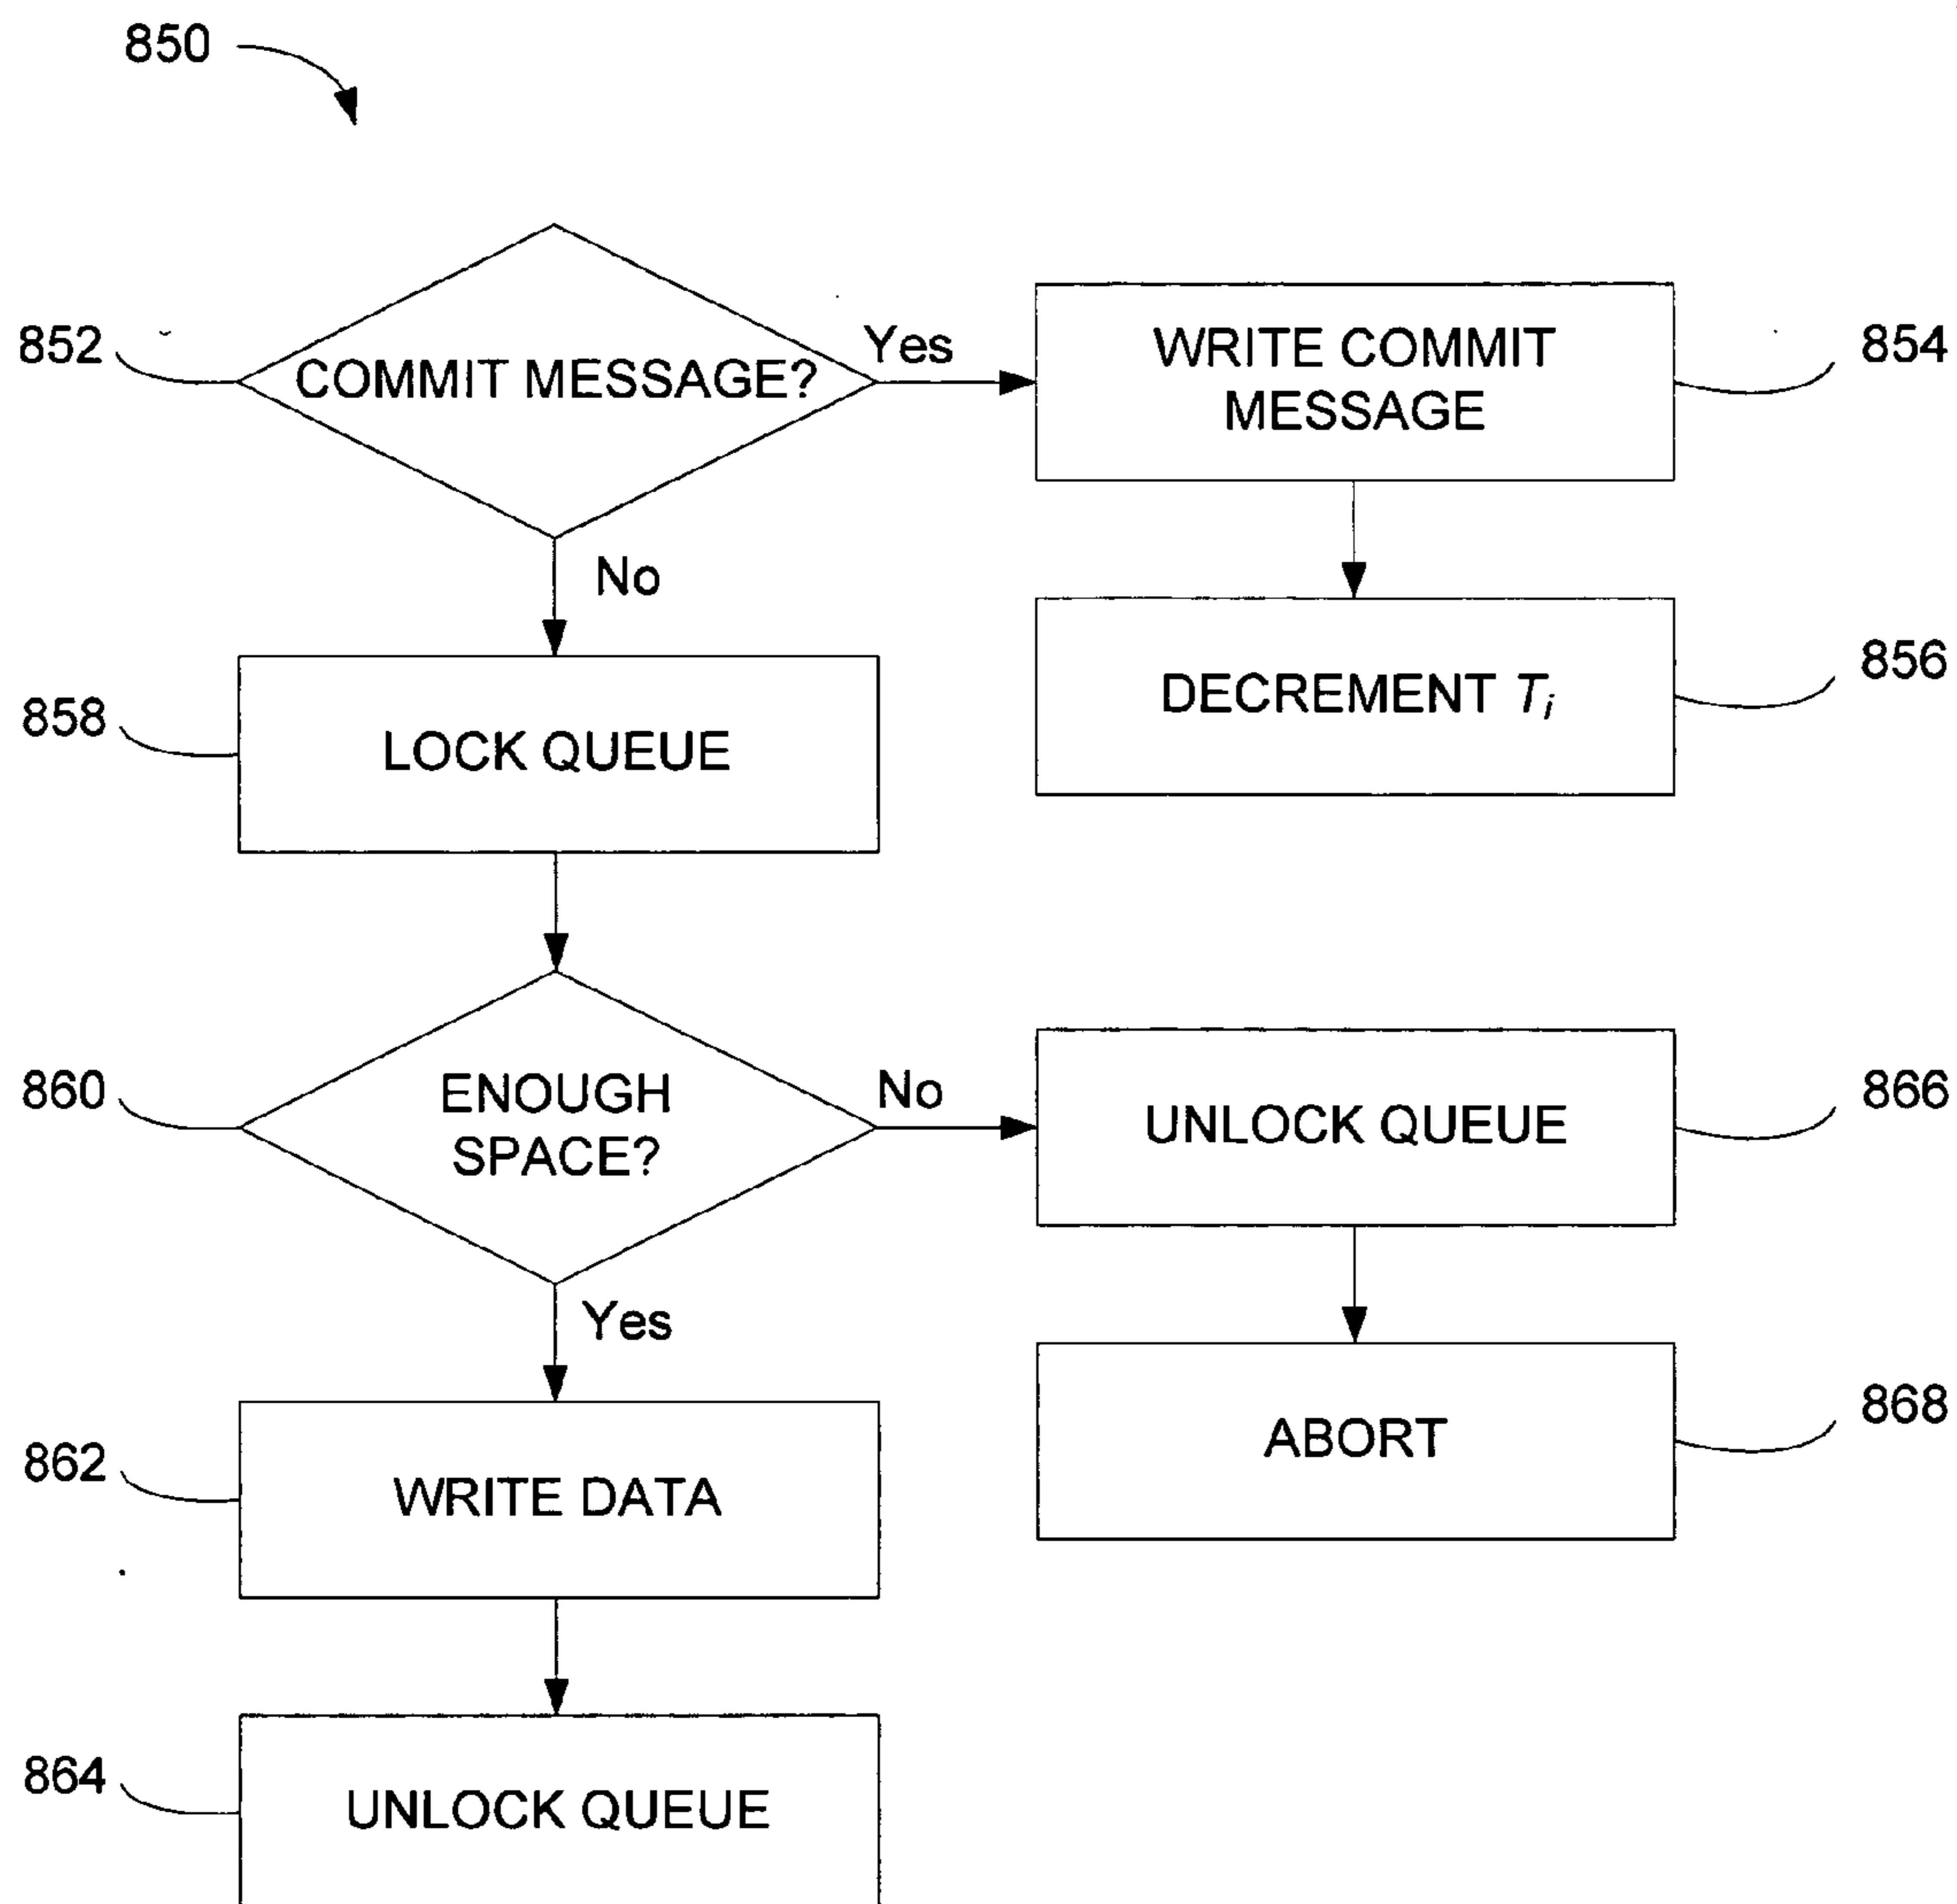 850
852
COMMIT MESSAGE?
Yes
WRITE COMMIT
MESSAGE
854
No
DECREMENT Ti
856
858
LOCK QUEUE
860
ENOUGH
SPACE?
No
UNLOCK QUEUE
866
Yes
ABORT
868
862
WRITE DATA
864
UNLOCK QUEUE